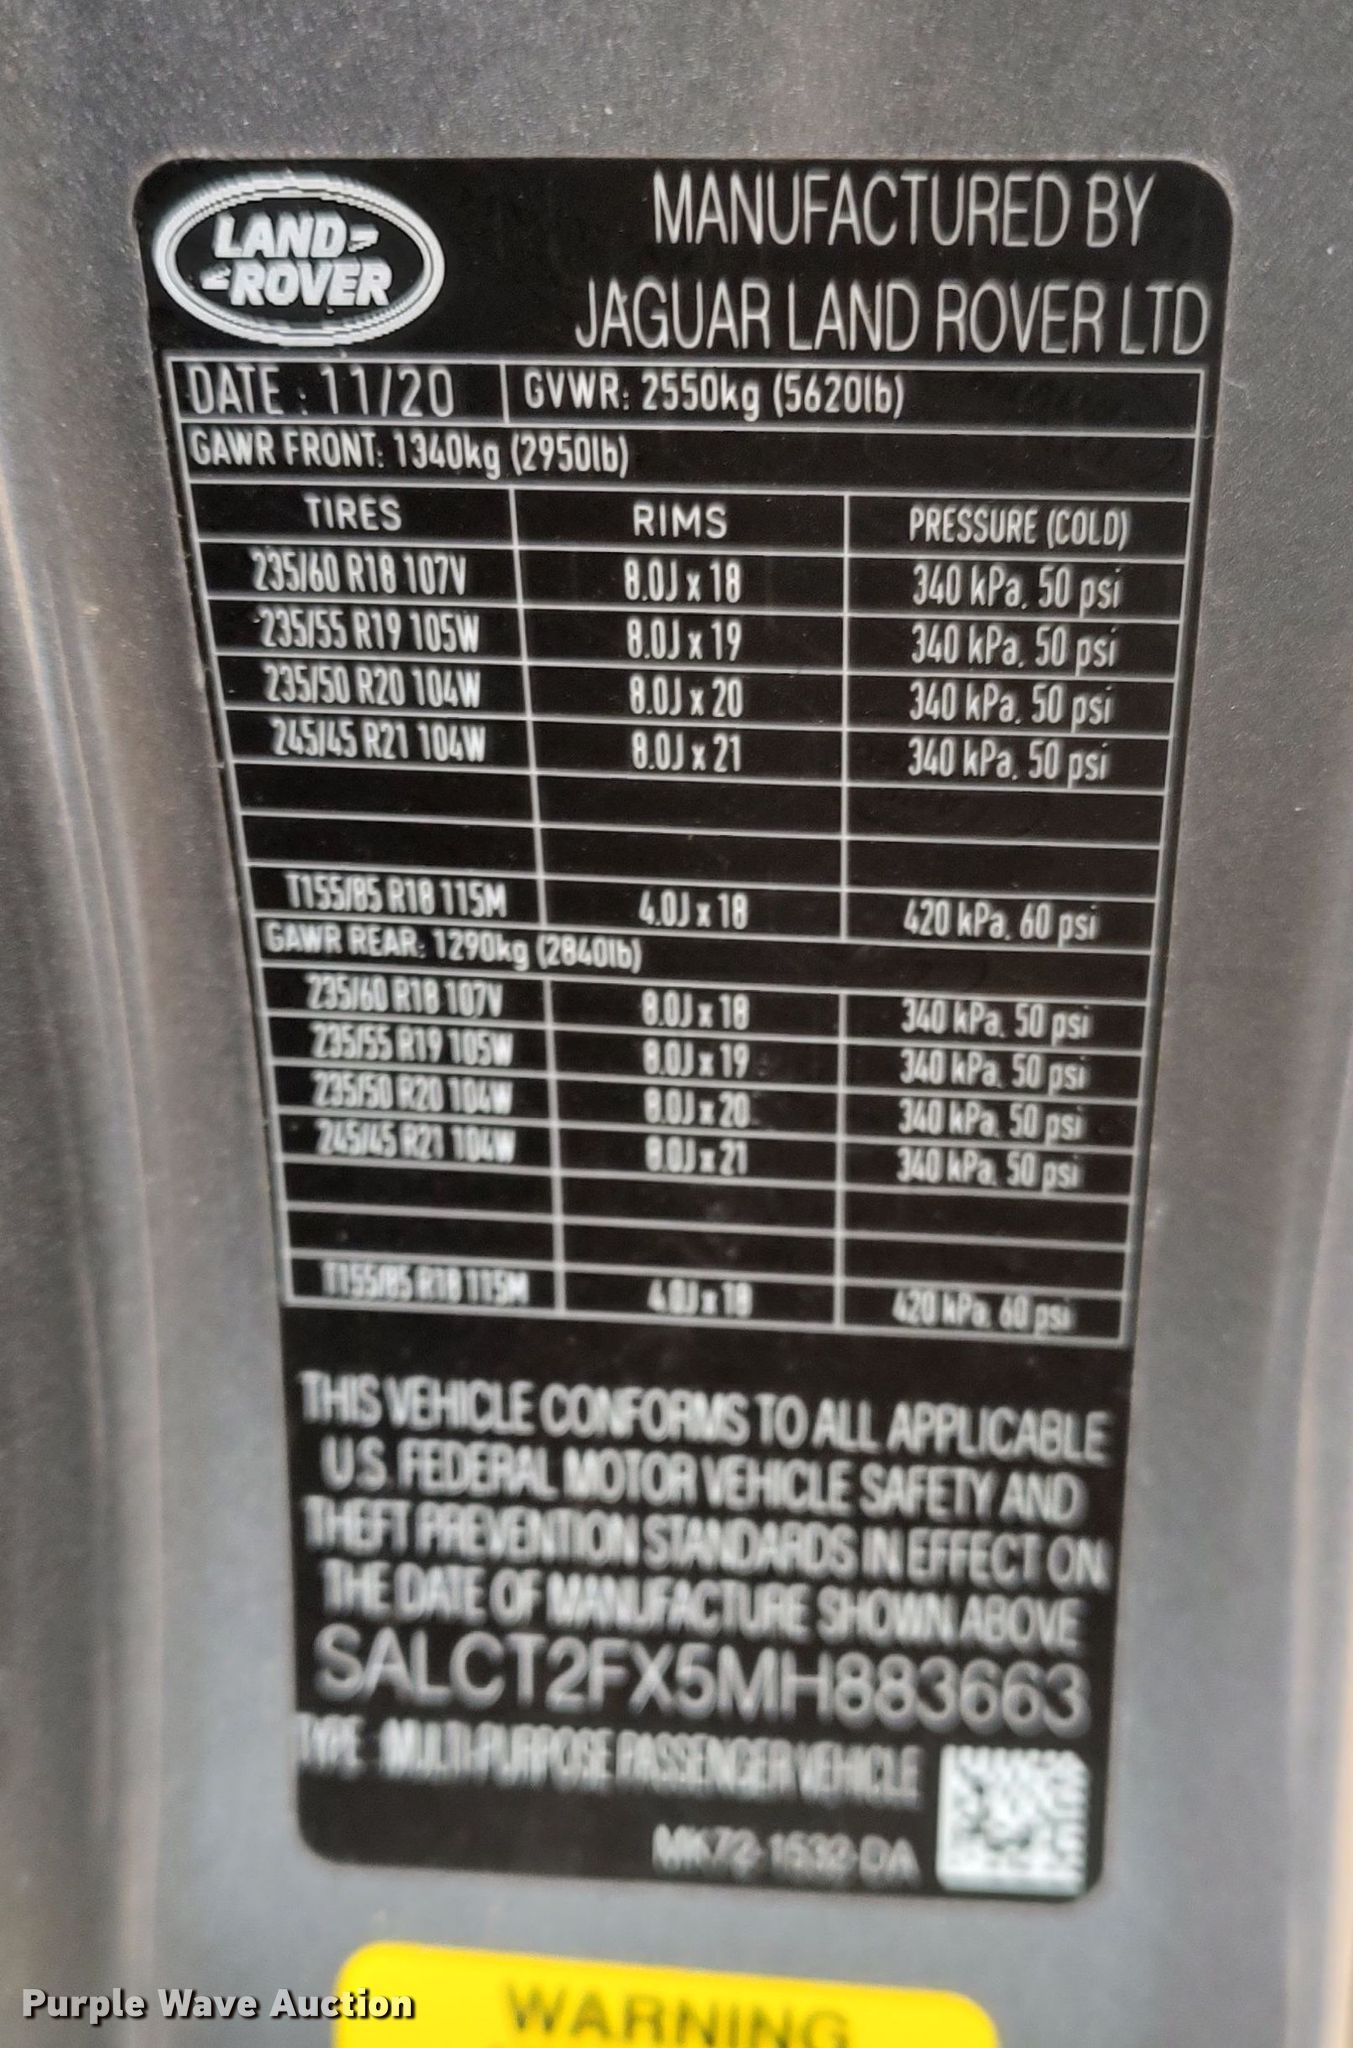 LAND-
-ROVER
MANUFACTURED BY
JAGUAR LAND ROVER LTD
DATE : 11/20 GVWR: 2550kg (5620lb)
GAWR FRONT: 1340kg (2950lb)
TIRES RIMS PRESSURE (COLD)
235/60 R18 107V 8.0J x 18 340 kPa, 50 psi
235/55 R19 105W 8.0J x 19 340 kPa, 50 psi
235/50 R20 104W 8.0J x 20 340 kPa, 50 psi
245/45 R21 104W 8.0J x 21 340 kPa, 50 psi
T155/85 R18 115M 4.0J x 18 420 kPa, 60 psi
GAWR REAR: 1290kg (2840lb)
235/60 R18 107V 8.0J x 18 340 kPa, 50 psi
235/55 R19 105W 8.0J x 19 340 kPa, 50 psi
235/50 R20 104W 8.0J x 20 340 kPa, 50 psi
245/45 R21 104W 8.0J x 21 340 kPa, 50 psi
T155/85 R18 115M 4.0J x 18 420 kPa, 60 psi
THIS VEHICLE CONFORMS TO ALL APPLICABLE
U.S. FEDERAL MOTOR VEHICLE SAFETY AND
THEFT PREVENTION STANDARDS IN EFFECT ON
THE DATE OF MANUFACTURE SHOWN ABOVE
SALCT2FX5MH883663
TYPE : MULTI-PURPOSE PASSENGER VEHICLE
MK72-1532-DA
WARNING
Purple Wave Auction